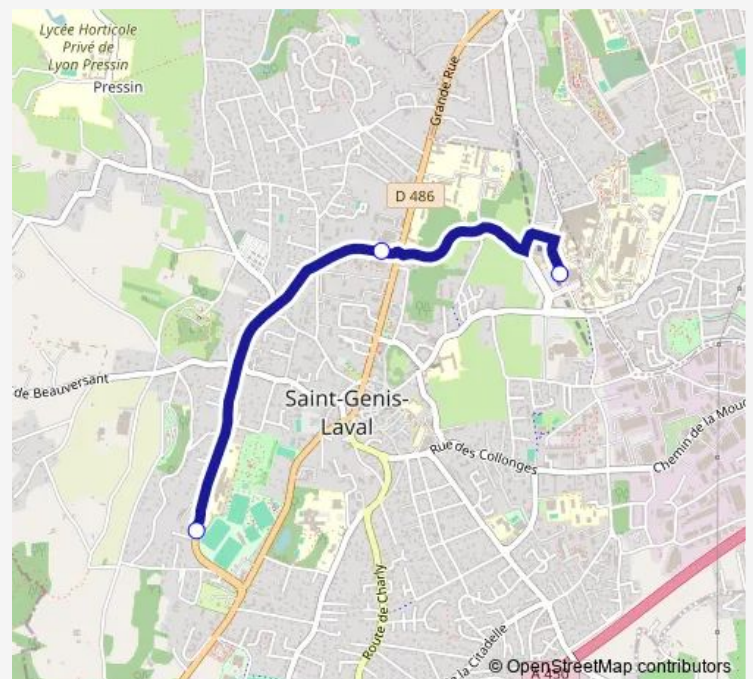 Lycée Horticole
Privé de
Lyon Pressin
Pressin
Grande Rue
D 486
de Beauversant
Saint-Genis-
Laval
Rue des Collonges
Chemin de la Mouc
Route de Charly
e la Citadelle
A 450
© OpenStreetMap contributors